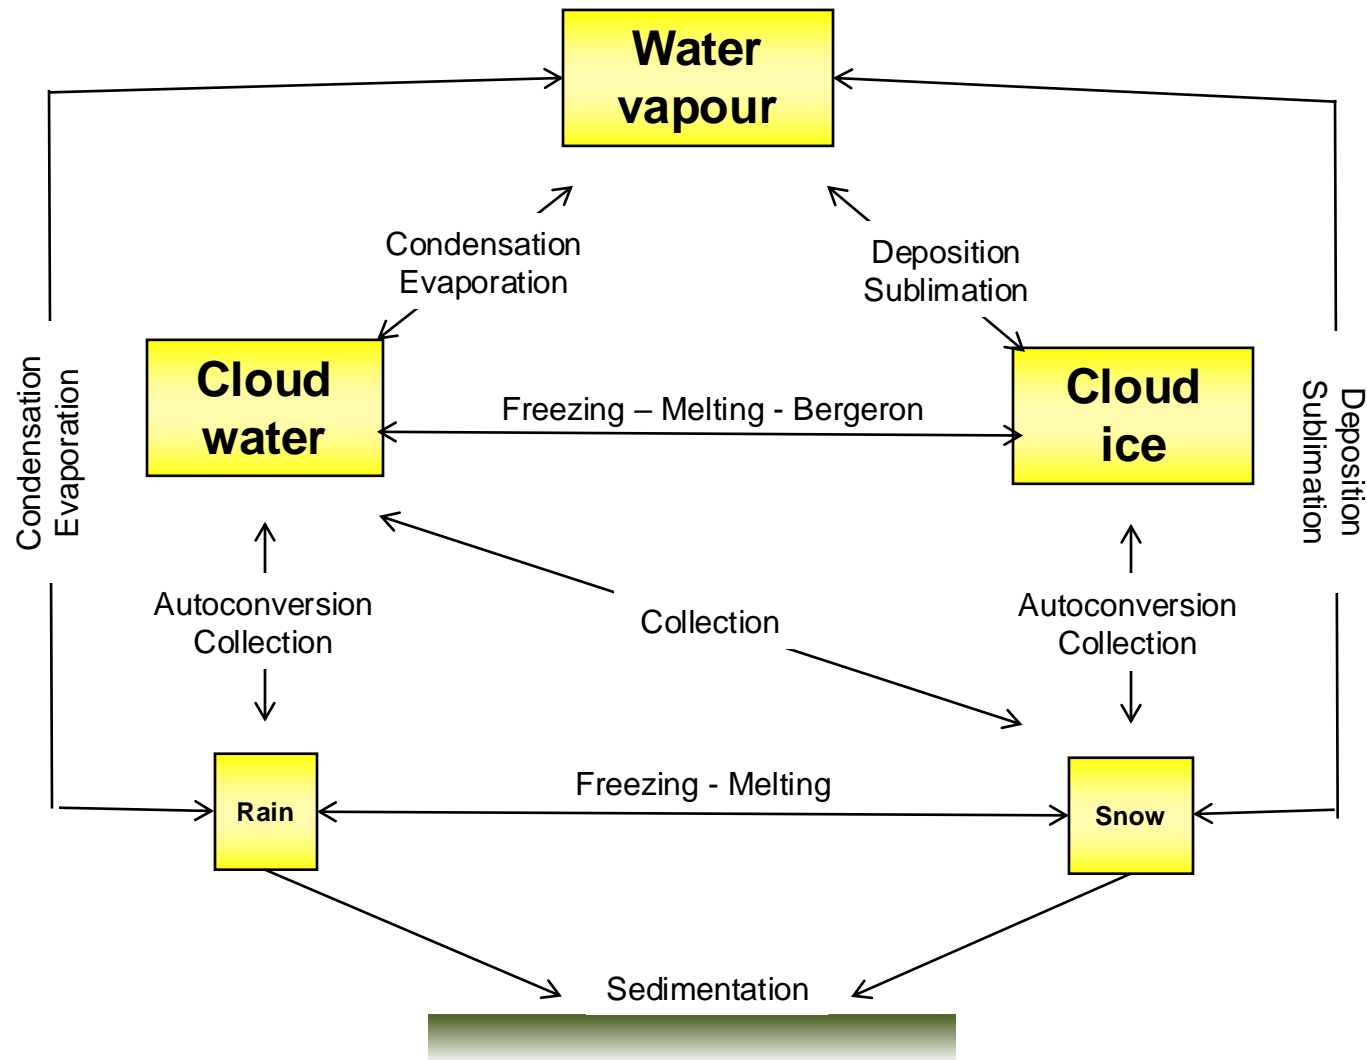 Water
vapour
Condensation
Evaporation
Deposition
Sublimation
Cloud
water
Freezing – Melting - Bergeron
Cloud
ice
Condensation
Evaporation
Deposition
Sublimation
Autoconversion
Collection
Collection
Autoconversion
Collection
Rain
Freezing - Melting
Snow
Sedimentation